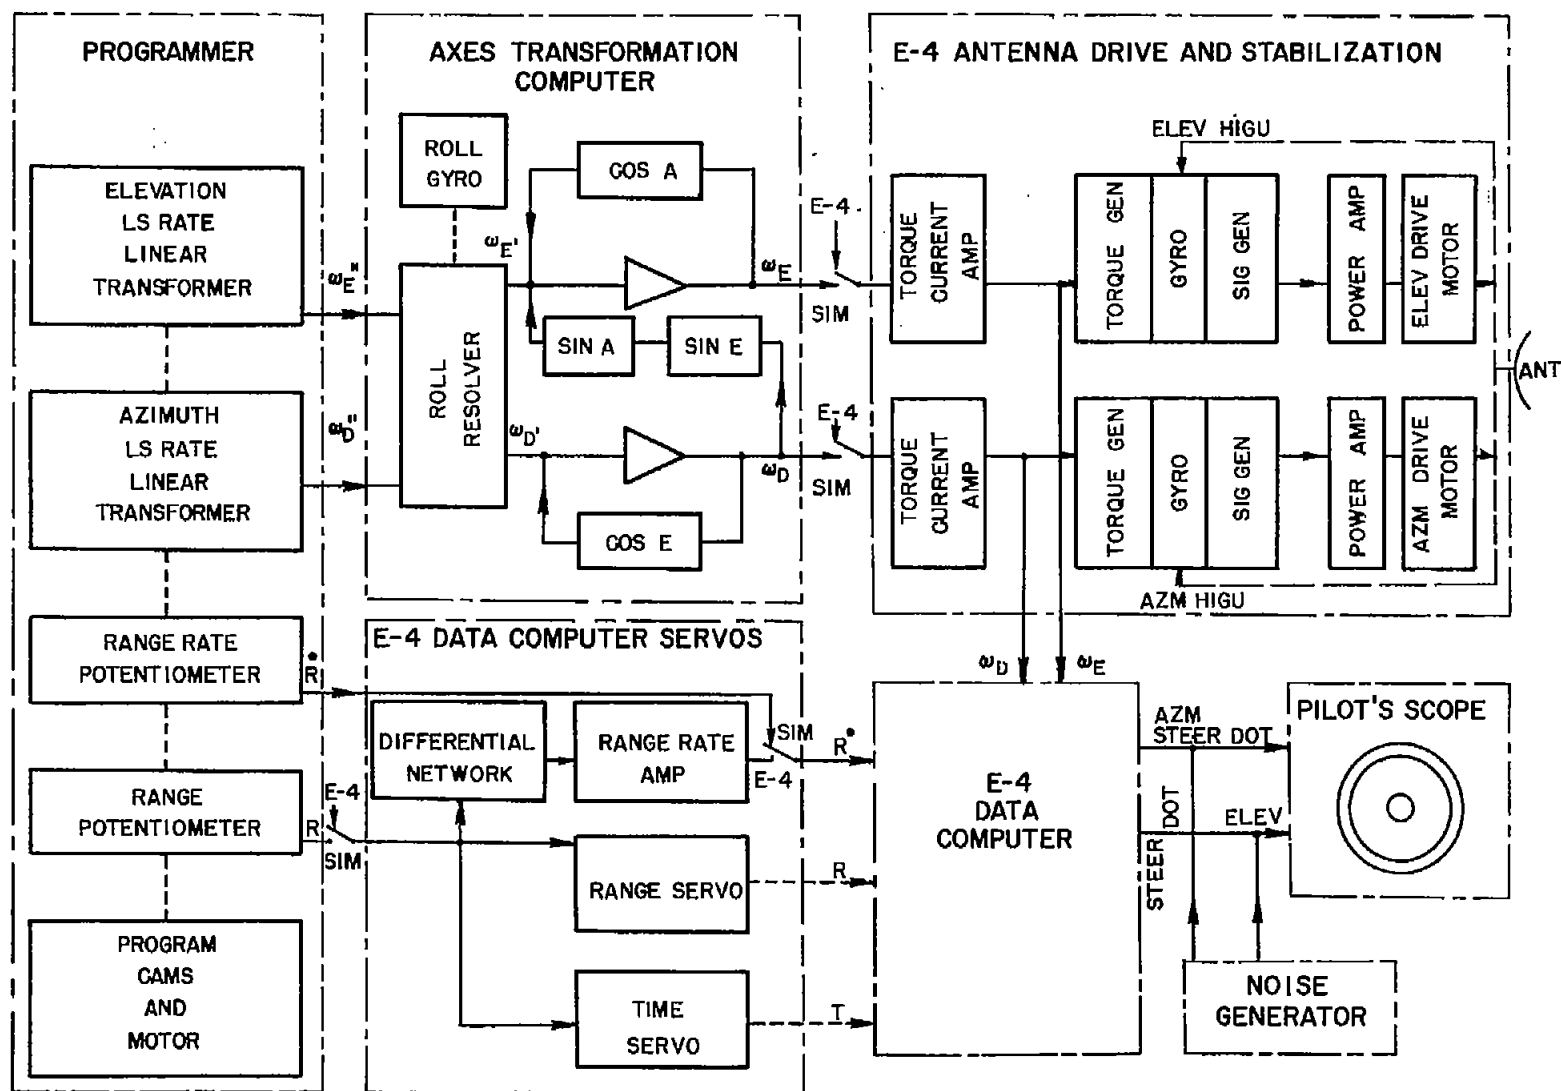 PROGRAMMER
ELEVATION
LS RATE
LINEAR
TRANSFORMER
AZIMUTH
LS RATE
LINEAR
TRANSFORMER
RANGE RATE
POTENTIOMETER
RANGE
POTENTIOMETER
PROGRAM
CAMS
AND
MOTOR
ωE"
ωD"
Ṙ
R
E-4
SIM
AXES TRANSFORMATION
COMPUTER
ROLL
GYRO
ROLL
RESOLVER
ωE'
ωD'
COS A
SIN A
SIN E
COS E
ωE
ωD
E-4
SIM
E-4
SIM
E-4 DATA COMPUTER SERVOS
DIFFERENTIAL
NETWORK
RANGE RATE
AMP
SIM
E-4
RANGE SERVO
TIME
SERVO
Ṙ
R
T
E-4 ANTENNA DRIVE AND STABILIZATION
ELEV HIGU
TORQUE
CURRENT
AMP
TORQUE GEN
GYRO
SIG GEN
POWER AMP
ELEV DRIVE
MOTOR
ANT
TORQUE
CURRENT
AMP
TORQUE GEN
GYRO
SIG GEN
POWER AMP
AZM DRIVE
MOTOR
AZM HIGU
ωD
ωE
E-4
DATA
COMPUTER
AZM
STEER DOT
ELEV
STEER DOT
PILOT'S SCOPE
NOISE
GENERATOR